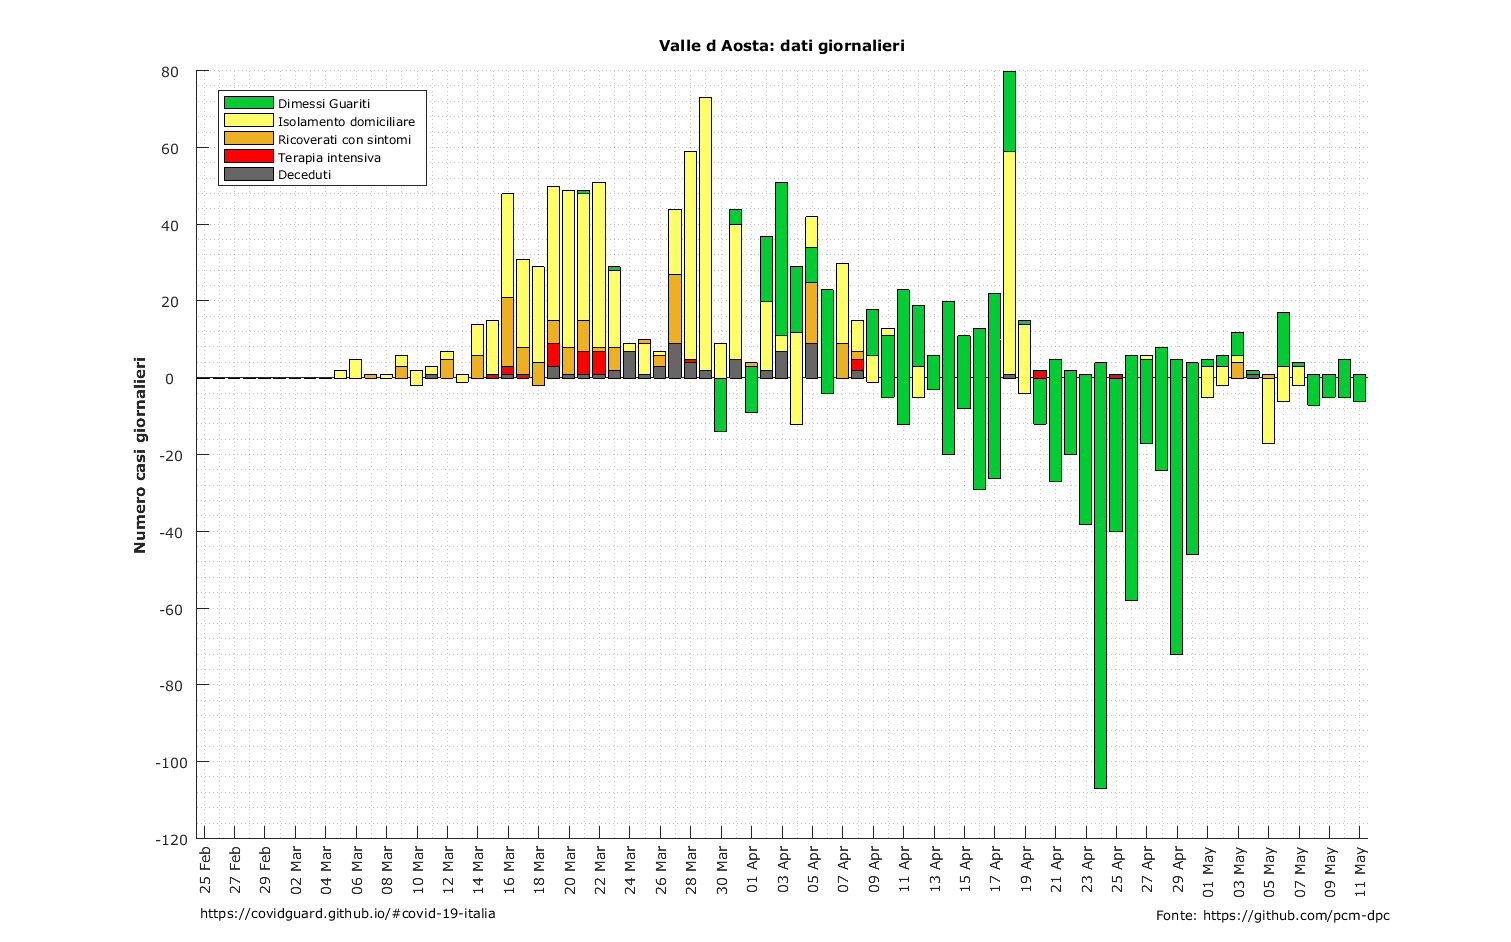 Valle d Aosta: dati giornalieri
Dimessi Guariti
Isolamento domiciliare
Ricoverati con sintomi
Terapia intensiva
Deceduti
Numero casi giornalieri
80
60
40
20
0
-20
-40
-60
-80
-100
-120
25 Feb
27 Feb
29 Feb
02 Mar
04 Mar
06 Mar
08 Mar
10 Mar
12 Mar
14 Mar
16 Mar
18 Mar
20 Mar
22 Mar
24 Mar
26 Mar
28 Mar
30 Mar
01 Apr
03 Apr
05 Apr
07 Apr
09 Apr
11 Apr
13 Apr
15 Apr
17 Apr
19 Apr
21 Apr
23 Apr
25 Apr
27 Apr
29 Apr
01 May
03 May
05 May
07 May
09 May
11 May
https://covidguard.github.io/#covid-19-italia
Fonte: https://github.com/pcm-dpc